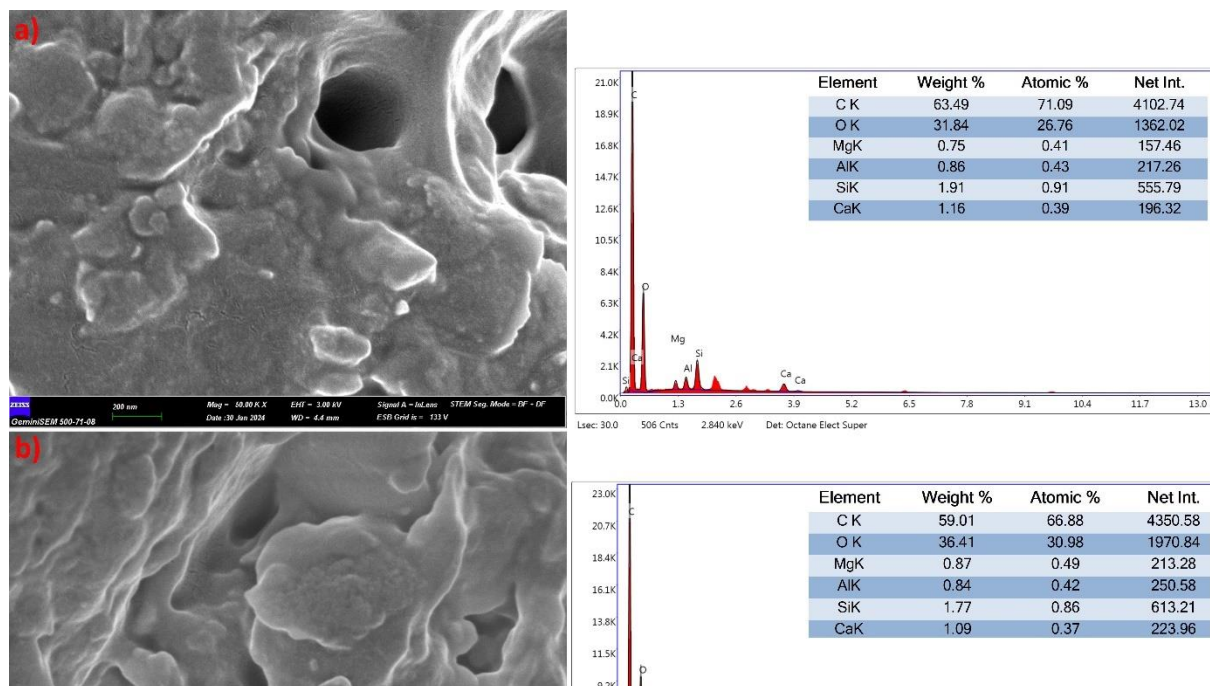 a)
ZEISS
GeminiSEM 500-71-08
200 nm
Mag = 60.00 K X
Date :30 Jan 2024
EHT = 3.00 kV
WD = 4.4 mm
Signal A = InLens
ESB Grid is = 133 V
STEM Seg. Mode = BF - DF
21.0K
18.9K
16.8K
14.7K
12.6K
10.5K
8.4K
6.3K
4.2K
2.1K
0.0K
C
O
Ca
Si
Mg
Al
Si
Ca
Ca
0.0 1.3 2.6 3.9 5.2 6.5 7.8 9.1 10.4 11.7 13.0
Lsec: 30.0 506 Cnts 2.840 keV Det: Octane Elect Super
Element Weight % Atomic % Net Int.
C K 63.49 71.09 4102.74
O K 31.84 26.76 1362.02
MgK 0.75 0.41 157.46
AlK 0.86 0.43 217.26
SiK 1.91 0.91 555.79
CaK 1.16 0.39 196.32
b)
23.0K
20.7K
18.4K
16.1K
13.8K
11.5K
9.2K
C
O
Element Weight % Atomic % Net Int.
C K 59.01 66.88 4350.58
O K 36.41 30.98 1970.84
MgK 0.87 0.49 213.28
AlK 0.84 0.42 250.58
SiK 1.77 0.86 613.21
CaK 1.09 0.37 223.96